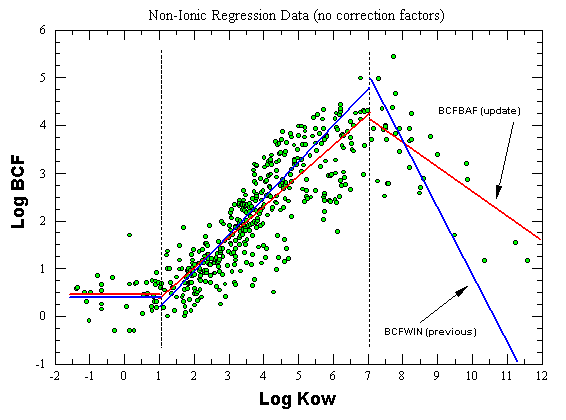 Non-Ionic Regression Data (no correction factors)
6
5
4
3
2
1
0
-1
Log BCF
BCFBAF (update)
BCFWIN (previous)
-2 -1 0 1 2 3 4 5 6 7 8 9 10 11 12
Log Kow